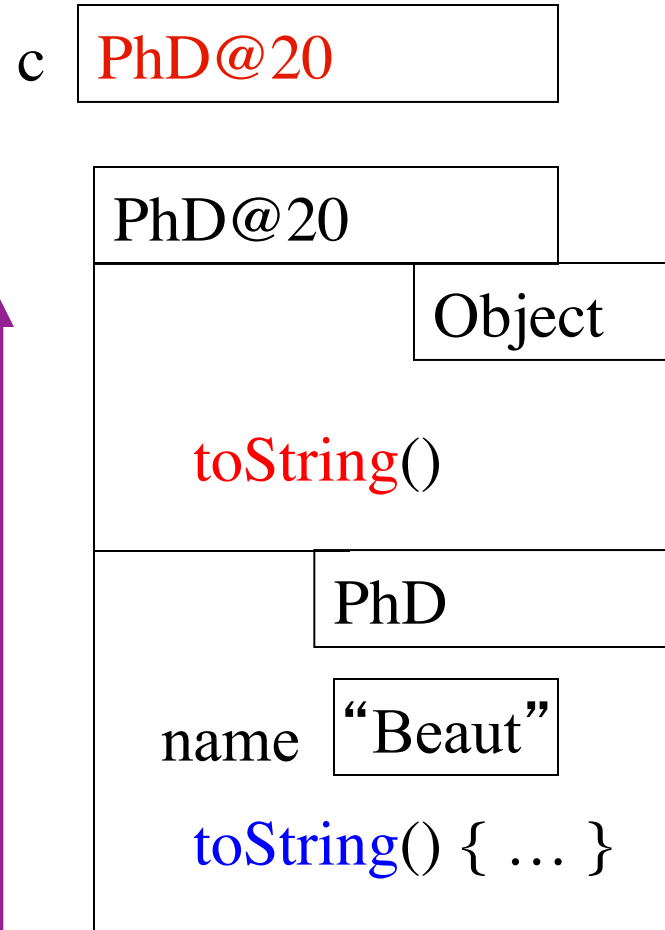 c PhD@20
PhD@20
Object
toString()
PhD
name “Beaut”
toString() { … }